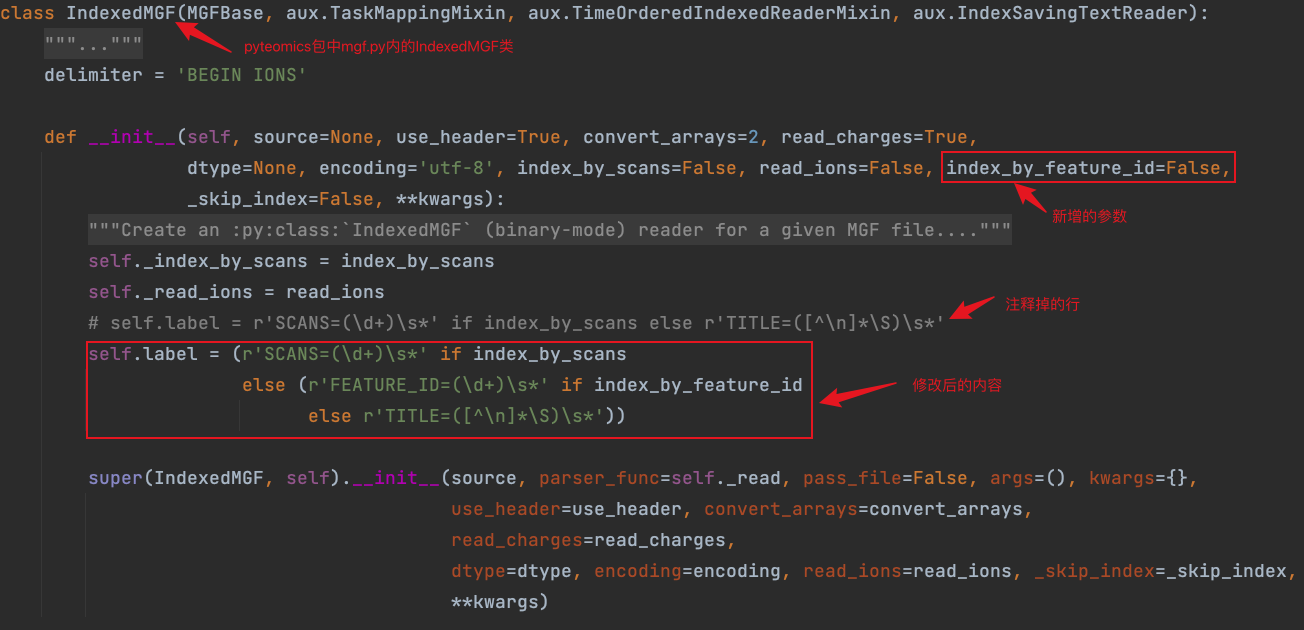 class IndexedMGF(MGFBase, aux.TaskMappingMixin, aux.TimeOrderedIndexedReaderMixin, aux.IndexSavingTextReader):
"""..."""
pyteomics包中mgf.py内的IndexedMGF类
delimiter = 'BEGIN IONS'
def __init__(self, source=None, use_header=True, convert_arrays=2, read_charges=True,
dtype=None, encoding='utf-8', index_by_scans=False, read_ions=False, index_by_feature_id=False,
_skip_index=False, **kwargs):
新增的参数
"""Create an :py:class:`IndexedMGF` (binary-mode) reader for a given MGF file...."""
self._index_by_scans = index_by_scans
self._read_ions = read_ions
注释掉的行
# self.label = r'SCANS=(\d+)\s*' if index_by_scans else r'TITLE=([^\n]*\S)\s*'
self.label = (r'SCANS=(\d+)\s*' if index_by_scans
else (r'FEATURE_ID=(\d+)\s*' if index_by_feature_id
修改后的内容
else r'TITLE=([^\n]*\S)\s*'))
super(IndexedMGF, self).__init__(source, parser_func=self._read, pass_file=False, args=(), kwargs={},
use_header=use_header, convert_arrays=convert_arrays,
read_charges=read_charges,
dtype=dtype, encoding=encoding, read_ions=read_ions, _skip_index=_skip_index,
**kwargs)